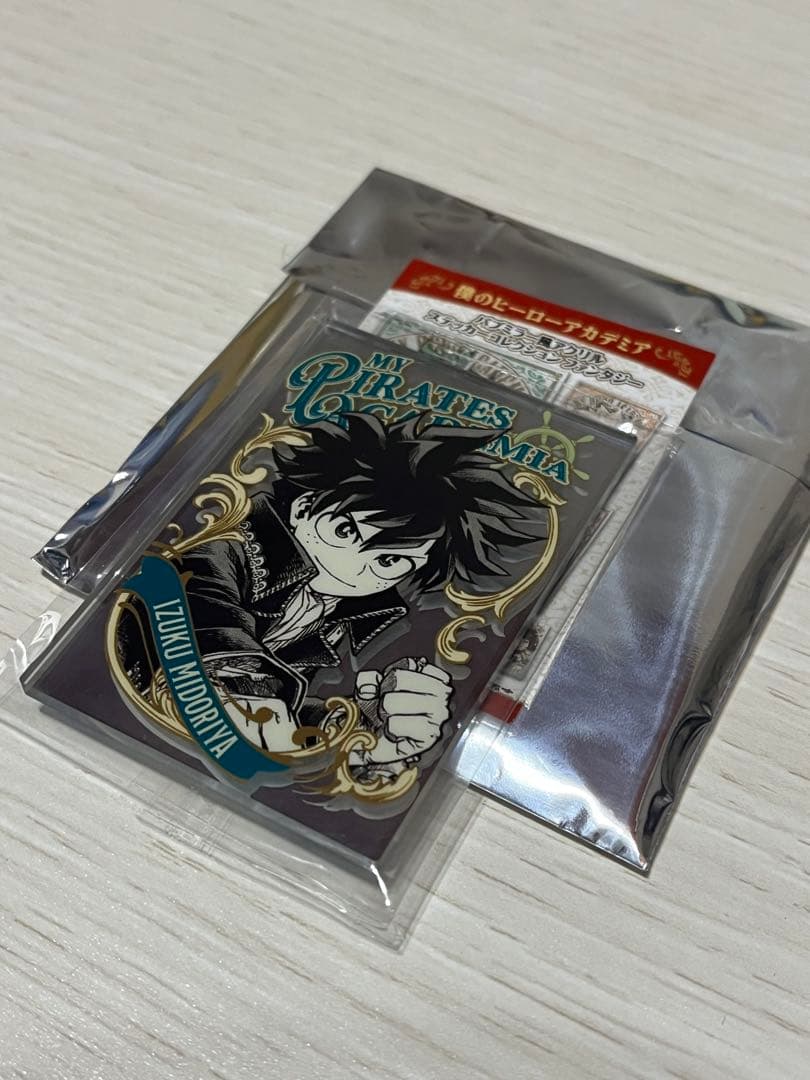 僕のヒーローアカデミア
パブミラー風アクリル
ステッカーコレクションファンタジー
MY
PIRATES
ACADEMIA
IZUKU MIDORIYA